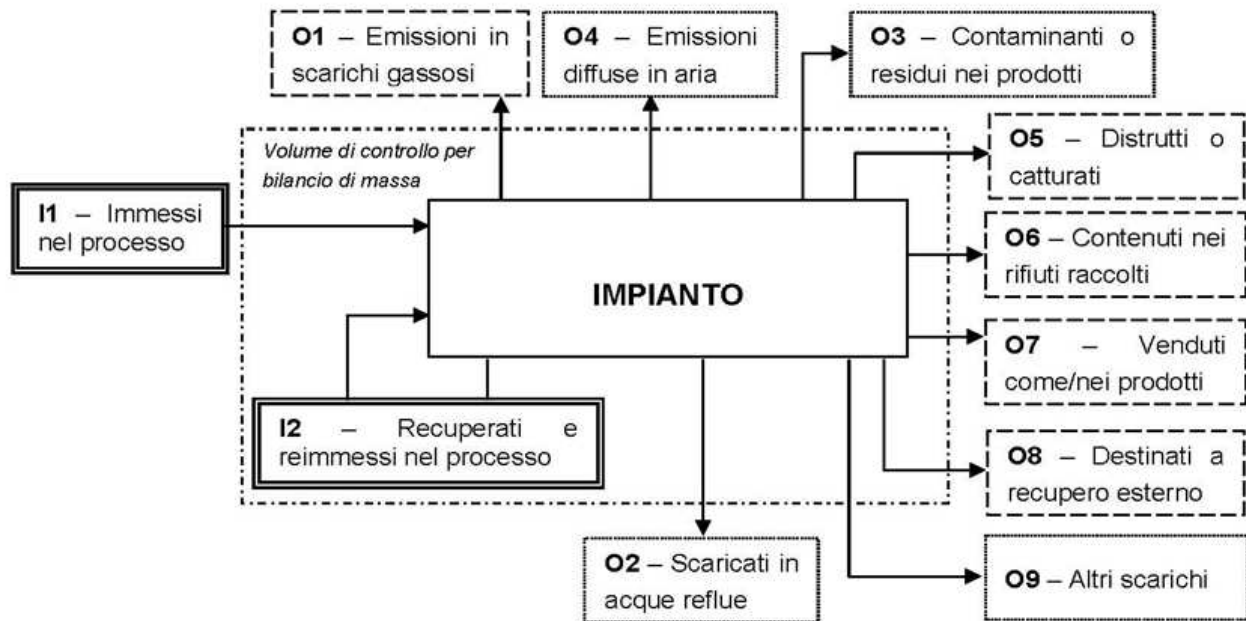 O1 – Emissioni in
scarichi gassosi
O4 – Emissioni
diffuse in aria
O3 – Contaminanti o
residui nei prodotti
Volume di controllo per
bilancio di massa
O5 – Distrutti o
catturati
I1 – Immessi
nel processo
O6 – Contenuti nei
rifiuti raccolti
IMPIANTO
O7 – Venduti
come/nei prodotti
I2 – Recuperati e
reimmessi nel processo
O8 – Destinati a
recupero esterno
O2 – Scaricati in
acque reflue
O9 – Altri scarichi